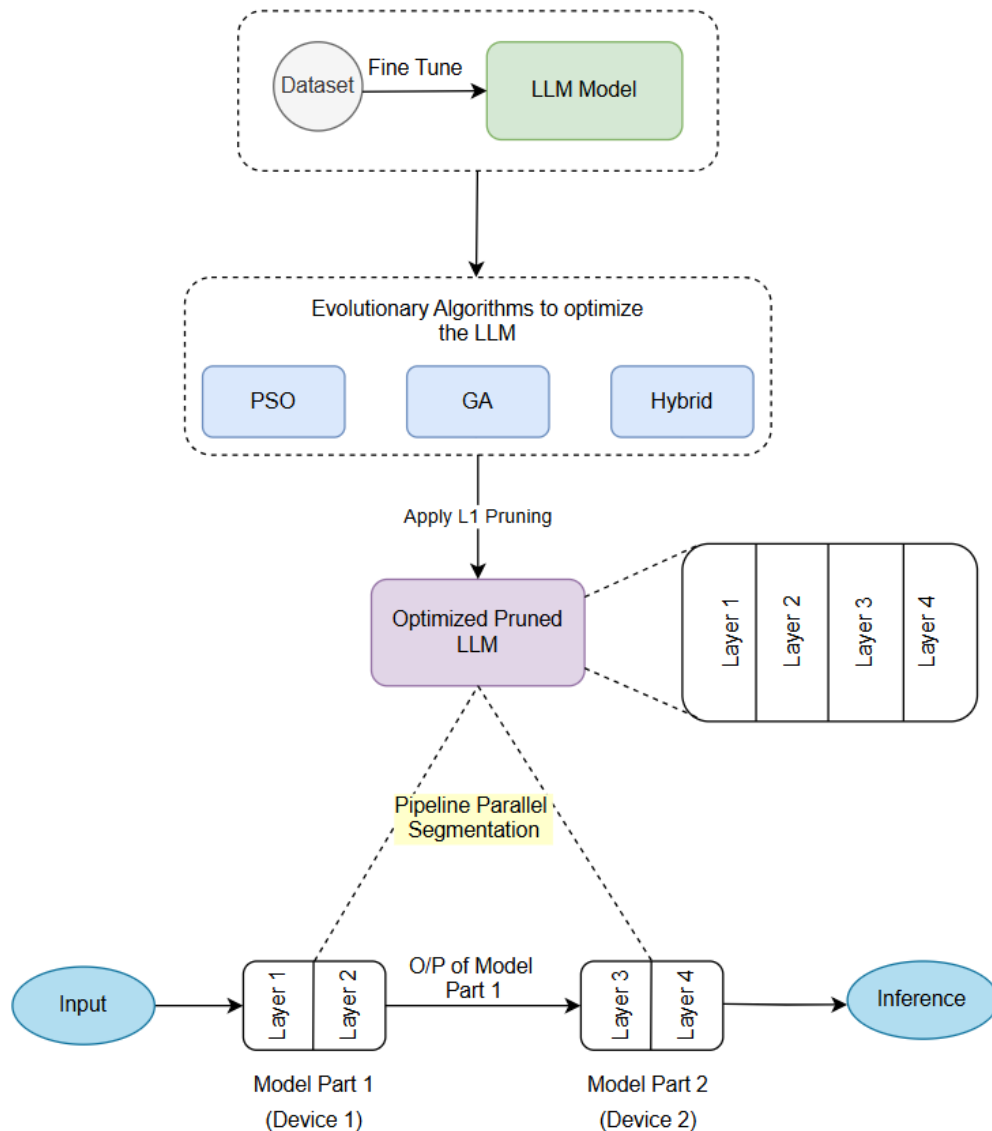 Fine Tune
Dataset
LLM Model
Evolutionary Algorithms to optimize
the LLM
PSO
GA
Hybrid
Apply L1 Pruning
Optimized Pruned
LLM
Layer 1
Layer 2
Layer 3
Layer 4
Pipeline Parallel
Segmentation
Input
Layer 1
Layer 2
O/P of Model
Part 1
Layer 3
Layer 4
Inference
Model Part 1
(Device 1)
Model Part 2
(Device 2)